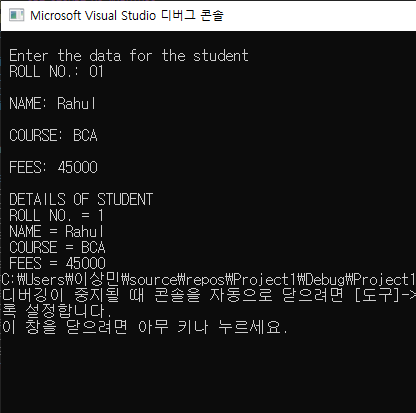 Microsoft Visual Studio 디버그 콘솔
Enter the data for the student
ROLL NO.: 01
NAME: Rahul
COURSE: BCA
FEES: 45000
DETAILS OF STUDENT
ROLL NO. = 1
NAME = Rahul
COURSE = BCA
FEES = 45000
C:₩Users₩이상민₩source₩repos₩Project1₩Debug₩Project1
디버깅이 중지될 때 콘솔을 자동으로 닫으려면 [도구]->
록 설정합니다.
이 창을 닫으려면 아무 키나 누르세요.